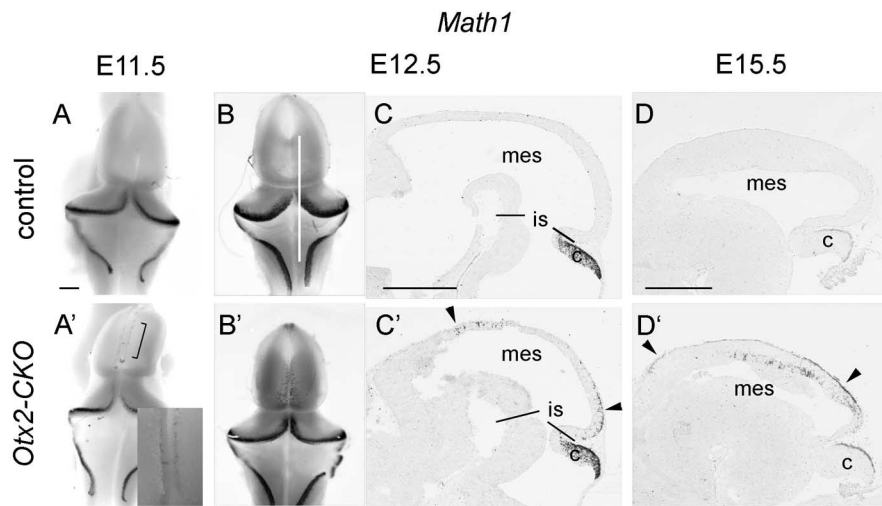 Math1
E11.5 E12.5 E15.5
control
A B C D
mes mes
is
c c
Otx2-CKO
A' B' C' D'
mes mes
is
c c